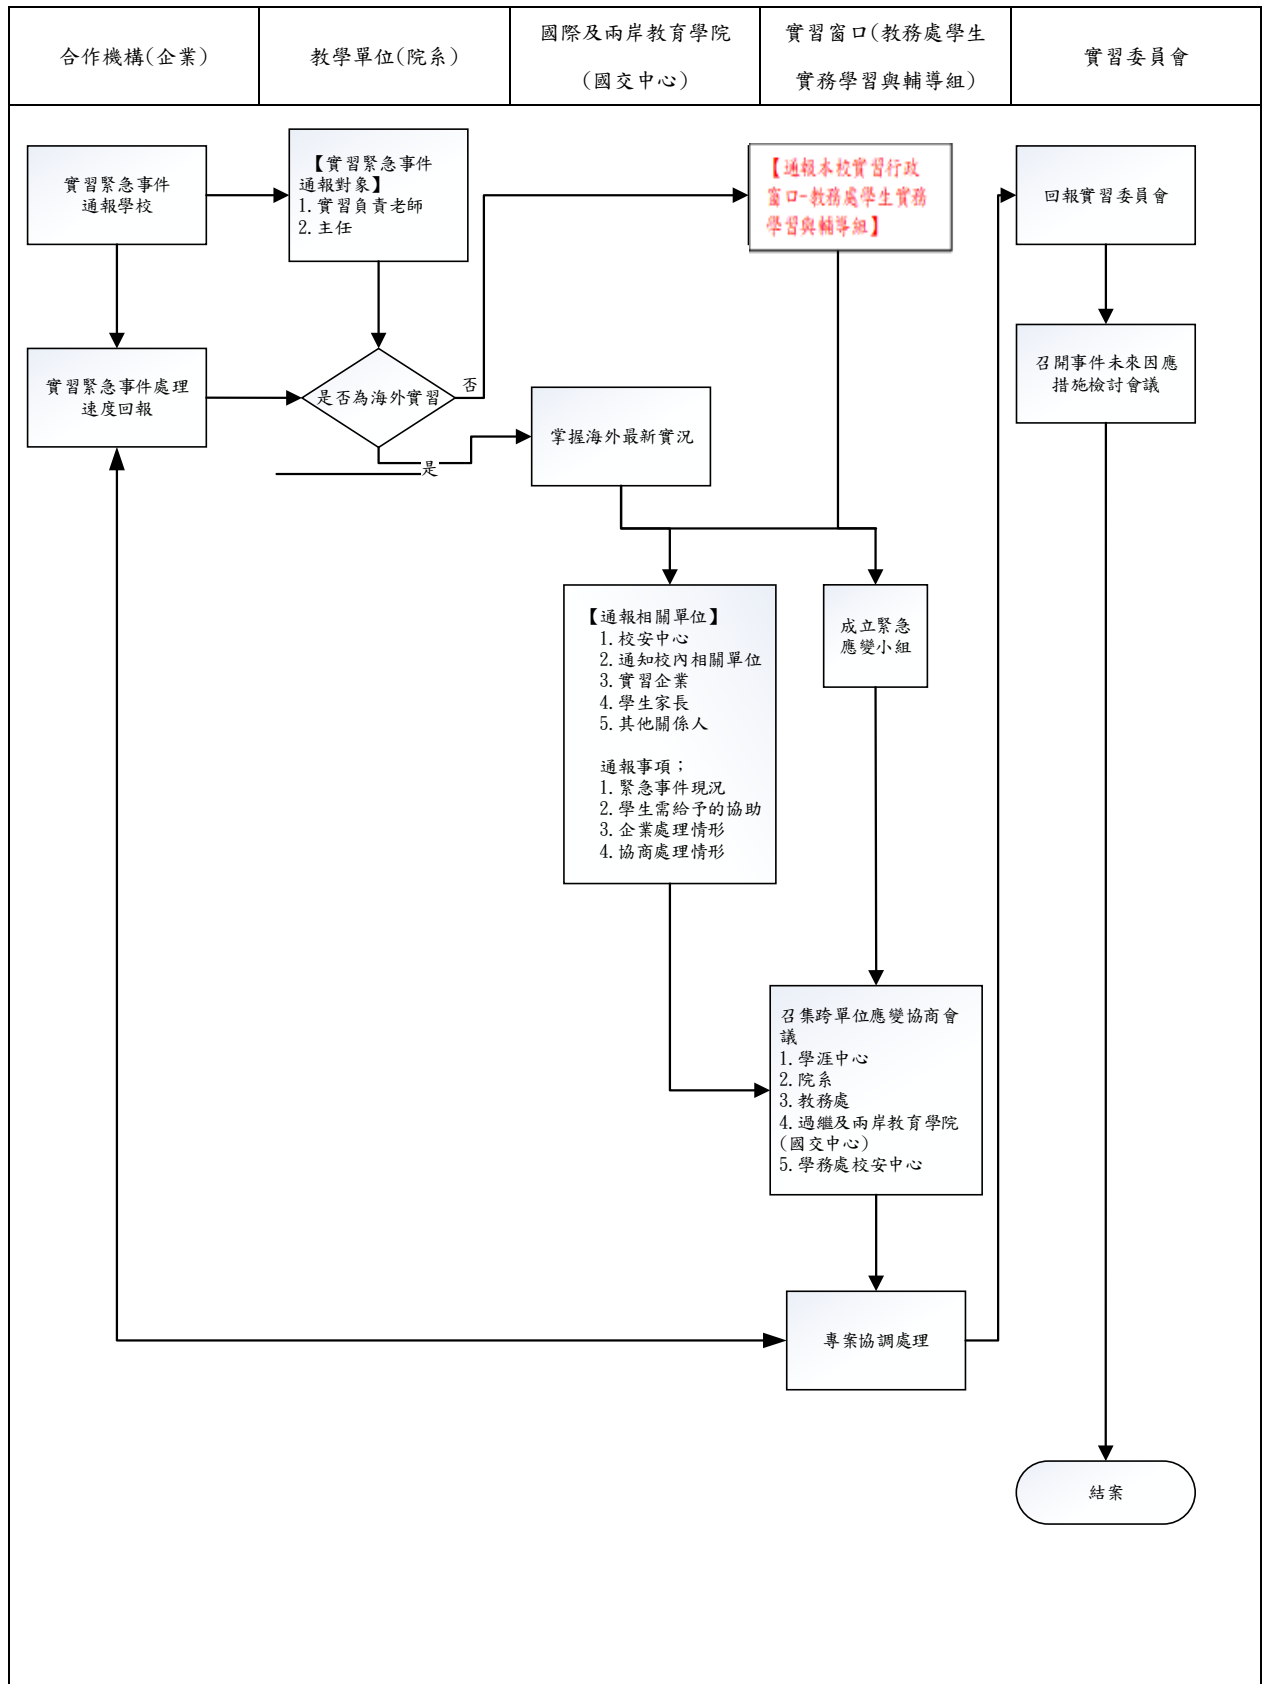 合作機構(企業)
教學單位(院系)
國際及兩岸教育學院
(國交中心)
實習窗口(教務處學生
實務學習與輔導組)
實習委員會
實習緊急事件
通報學校
【實習緊急事件
通報對象】
1.實習負責老師
2.主任
【通報本校實習行政
窗口-教務處學生實務
學習與輔導組】
回報實習委員會
實習緊急事件處理
速度回報
是否為海外實習
否
是
掌握海外最新實況
召開事件未來因應
措施檢討會議
【通報相關單位】
1.校安中心
2.通知校內相關單位
3.實習企業
4.學生家長
5.其他關係人
通報事項；
1.緊急事件現況
2.學生需給予的協助
3.企業處理情形
4.協商處理情形
成立緊急
應變小組
召集跨單位應變協商會
議
1.學涯中心
2.院系
3.教務處
4.過繼及兩岸教育學院
(國交中心)
5.學務處校安中心
專案協調處理
結案